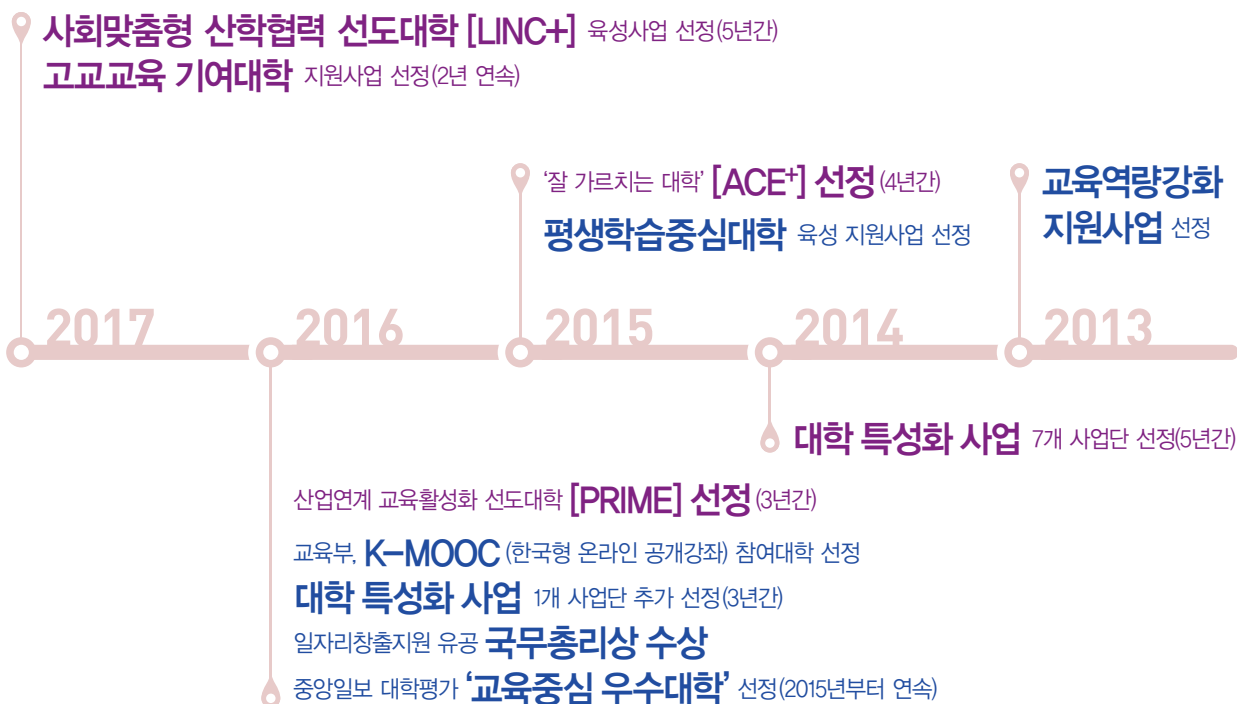 사회맞춤형 산학협력 선도대학 [LINC+] 육성사업 선정(5년간)
고교교육 기여대학 지원사업 선정(2년 연속)
'잘 가르치는 대학' [ACE+] 선정(4년간)
평생학습중심대학 육성 지원사업 선정
교육역량강화
지원사업 선정
2017 2016 2015 2014 2013
대학 특성화 사업 7개 사업단 선정(5년간)
산업연계 교육활성화 선도대학 [PRIME] 선정(3년간)
교육부, K-MOOC (한국형 온라인 공개강좌) 참여대학 선정
대학 특성화 사업 1개 사업단 추가 선정(3년간)
일자리창출지원 유공 국무총리상 수상
중앙일보 대학평가 '교육중심 우수대학' 선정(2015년부터 연속)